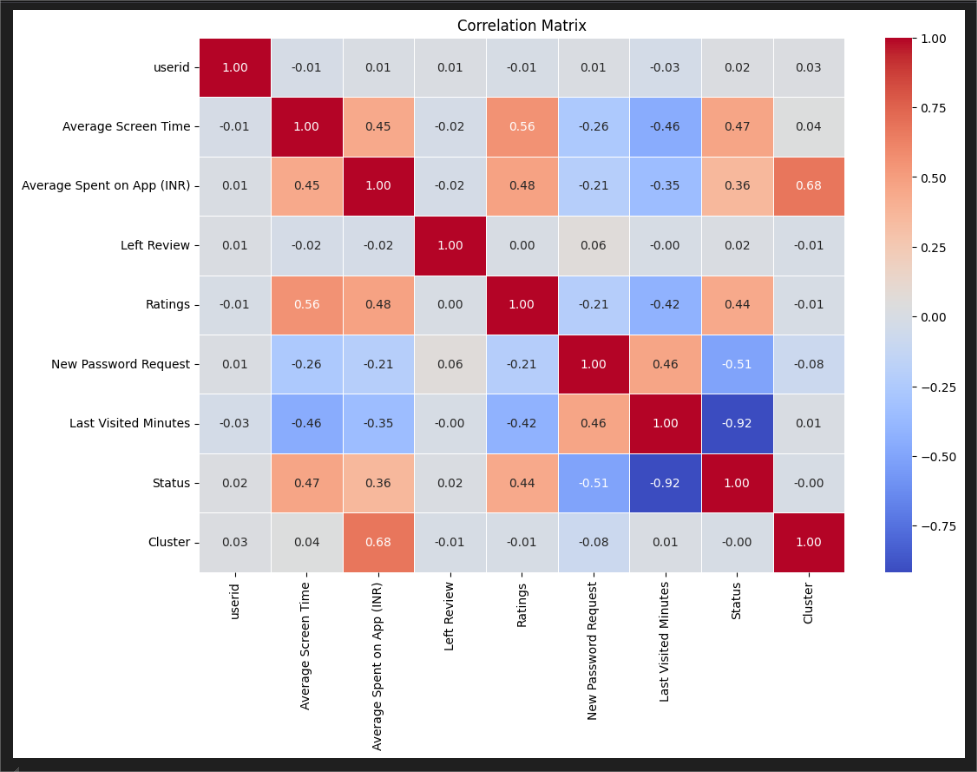 Correlation Matrix
userid 1.00 -0.01 0.01 0.01 -0.01 0.01 -0.03 0.02 0.03
Average Screen Time -0.01 1.00 0.45 -0.02 0.56 -0.26 -0.46 0.47 0.04
Average Spent on App (INR) 0.01 0.45 1.00 -0.02 0.48 -0.21 -0.35 0.36 0.68
Left Review 0.01 -0.02 -0.02 1.00 0.00 0.06 -0.00 0.02 -0.01
Ratings -0.01 0.56 0.48 0.00 1.00 -0.21 -0.42 0.44 -0.01
New Password Request 0.01 -0.26 -0.21 0.06 -0.21 1.00 0.46 -0.51 -0.08
Last Visited Minutes -0.03 -0.46 -0.35 -0.00 -0.42 0.46 1.00 -0.92 0.01
Status 0.02 0.47 0.36 0.02 0.44 -0.51 -0.92 1.00 -0.00
Cluster 0.03 0.04 0.68 -0.01 -0.01 -0.08 0.01 -0.00 1.00
userid
Average Screen Time
Average Spent on App (INR)
Left Review
Ratings
New Password Request
Last Visited Minutes
Status
Cluster
1.00
0.75
0.50
0.25
0.00
−0.25
−0.50
−0.75